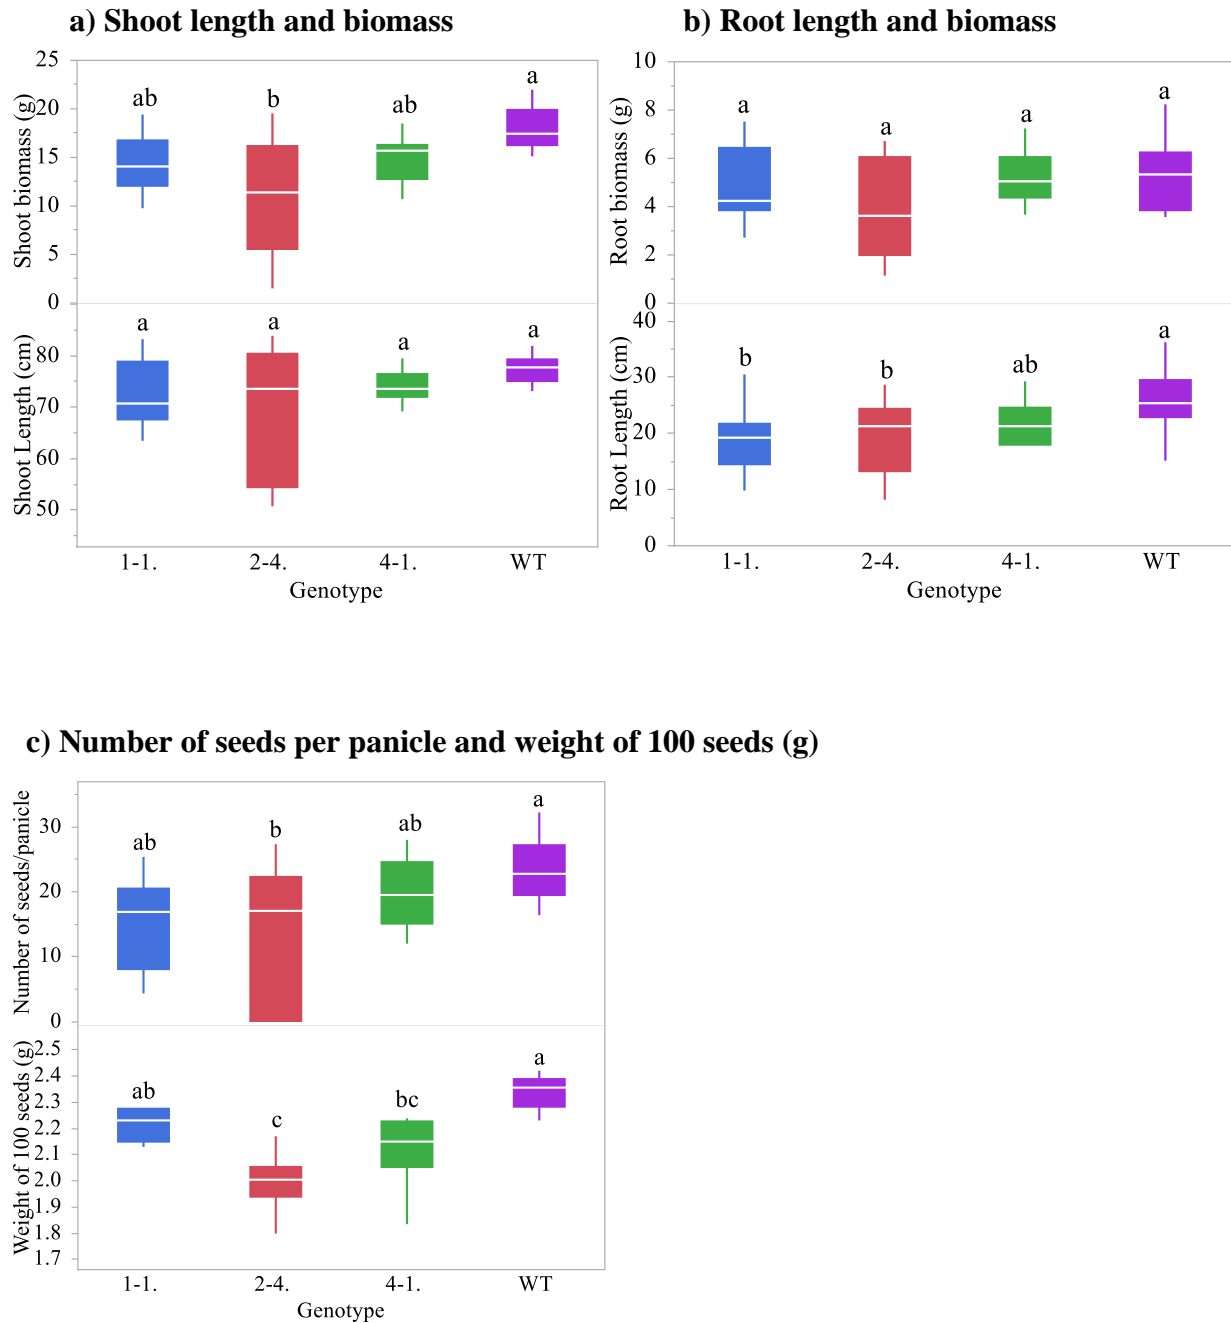 a) Shoot length and biomass
b) Root length and biomass
Shoot biomass (g)
25
20
15
10
5
0
ab
b
ab
a
Shoot Length (cm)
80
70
60
50
a
a
a
a
1-1.
2-4.
4-1.
WT
Genotype
Root biomass (g)
10
8
6
4
2
0
a
a
a
a
Root Length (cm)
40
30
20
10
0
b
b
ab
a
1-1.
2-4.
4-1.
WT
Genotype
c) Number of seeds per panicle and weight of 100 seeds (g)
Number of seeds/panicle
30
20
10
0
ab
b
ab
a
Weight of 100 seeds (g)
2.5
2.4
2.3
2.2
2.1
2.0
1.9
1.8
1.7
ab
c
bc
a
1-1.
2-4.
4-1.
WT
Genotype